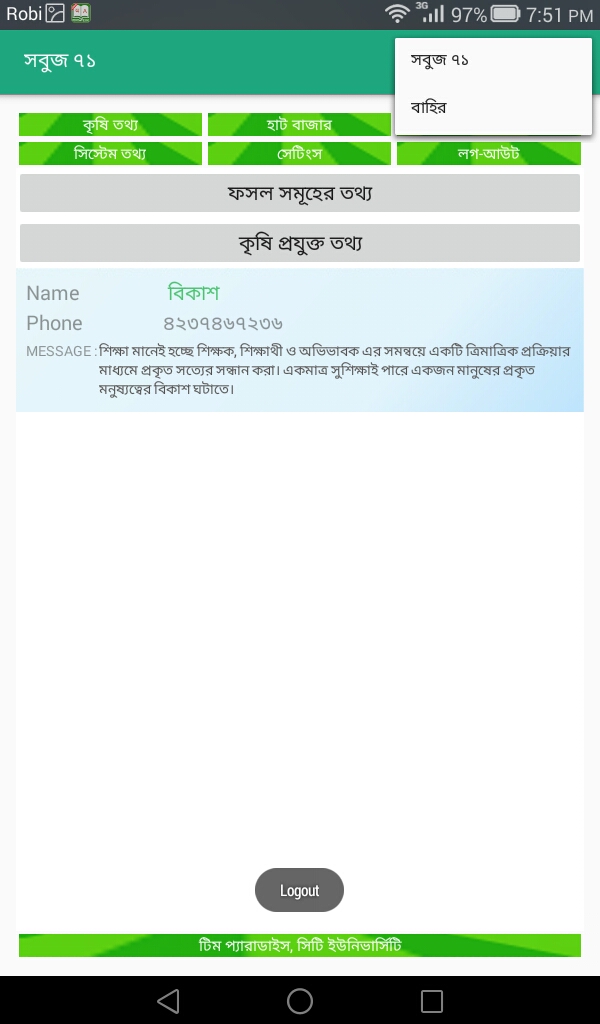 Robi 3G 97% 7:51 PM
সবুজ ৭১
সবুজ ৭১
বাহির
কৃষি তথ্য হাট বাজার
সিস্টেম তথ্য সেটিংস লগ-আউট
ফসল সমূহের তথ্য
কৃষি প্রযুক্ত তথ্য
Name বিকাশ
Phone ৪২৩৭৪৬৭২৩৬
MESSAGE : শিক্ষা মানেই হচ্ছে শিক্ষক, শিক্ষাথী ও অভিভাবক এর সমন্বয়ে একটি ত্রিমাত্রিক প্রক্রিয়ার
মাধ্যমে প্রকৃত সত্যের সন্ধান করা। একমাত্র সুশিক্ষাই পারে একজন মানুষের প্রকৃত
মনুষ্যত্বের বিকাশ ঘটাতে।
Logout
টিম প্যারাডাইস, সিটি ইউনিভার্সিটি